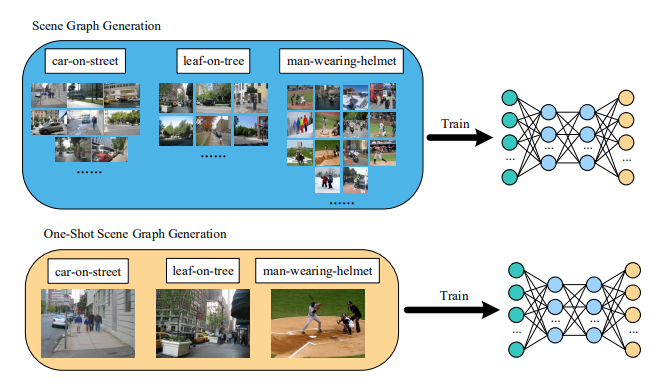 Scene Graph Generation
car-on-street
leaf-on-tree
man-wearing-helmet
......
......
......
Train
...
...
...
...
One-Shot Scene Graph Generation
car-on-street
leaf-on-tree
man-wearing-helmet
Train
...
...
...
...